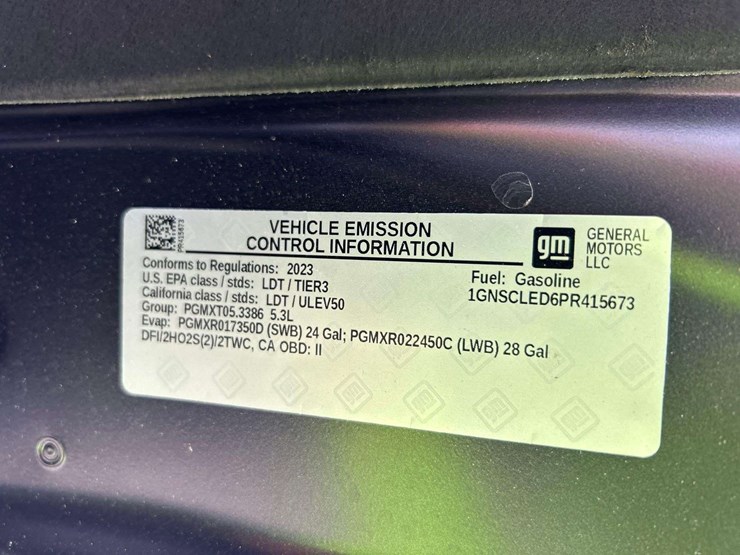 PR415673
VEHICLE EMISSION
CONTROL INFORMATION
gm
GENERAL
MOTORS
LLC
Conforms to Regulations: 2023
U.S. EPA class / stds: LDT / TIER3
California class / stds: LDT / ULEV50
Group: PGMXT05.3386 5.3L
Evap: PGMXR017350D (SWB) 24 Gal; PGMXR022450C (LWB) 28 Gal
DFI/2HO2S(2)/2TWC, CA OBD: II
Fuel: Gasoline
1GNSCLED6PR415673